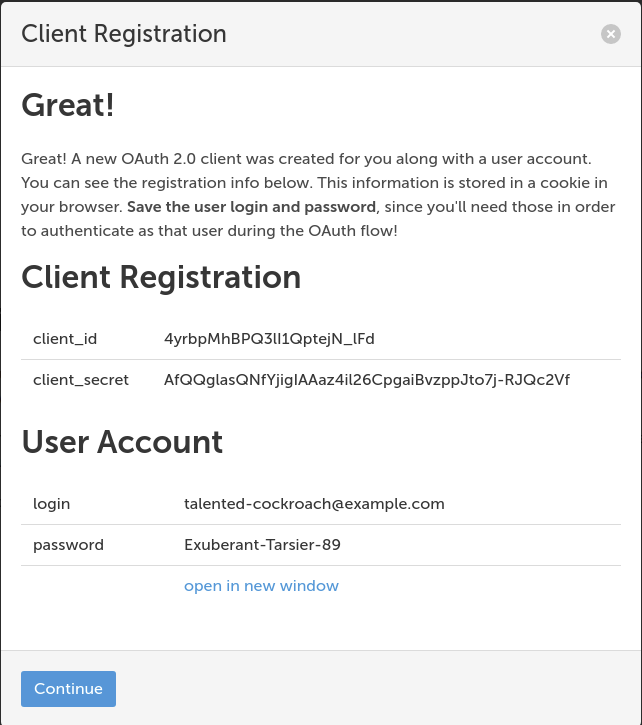 Client Registration
Great!
Great! A new OAuth 2.0 client was created for you along with a user account.
You can see the registration info below. This information is stored in a cookie in
your browser. Save the user login and password, since you'll need those in order
to authenticate as that user during the OAuth flow!
Client Registration
client_id 4yrbpMhBPQ3lI1QptejN_lFd
client_secret AfQQglasQNfYjigIAAaz4il26CpgaiBvzppJto7j-RJQc2Vf
User Account
login talented-cockroach@example.com
password Exuberant-Tarsier-89
open in new window
Continue